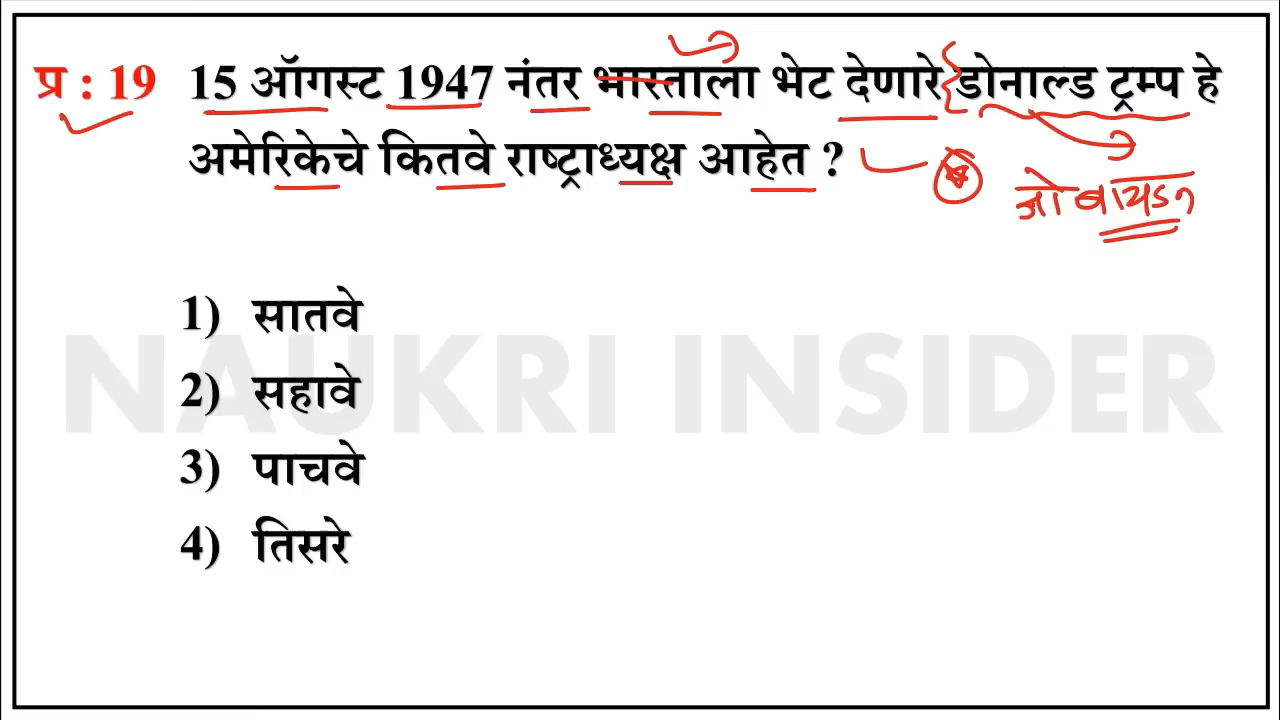 प्र : 19 15 ऑगस्ट 1947 नंतर भारताला भेट देणारे डोनाल्ड ट्रम्प हे
अमेरिकेचे कितवे राष्ट्राध्यक्ष आहेत ?
जो बायडन
1) सातवे
2) सहावे
3) पाचवे
4) तिसरे
NAUKRI INSIDER